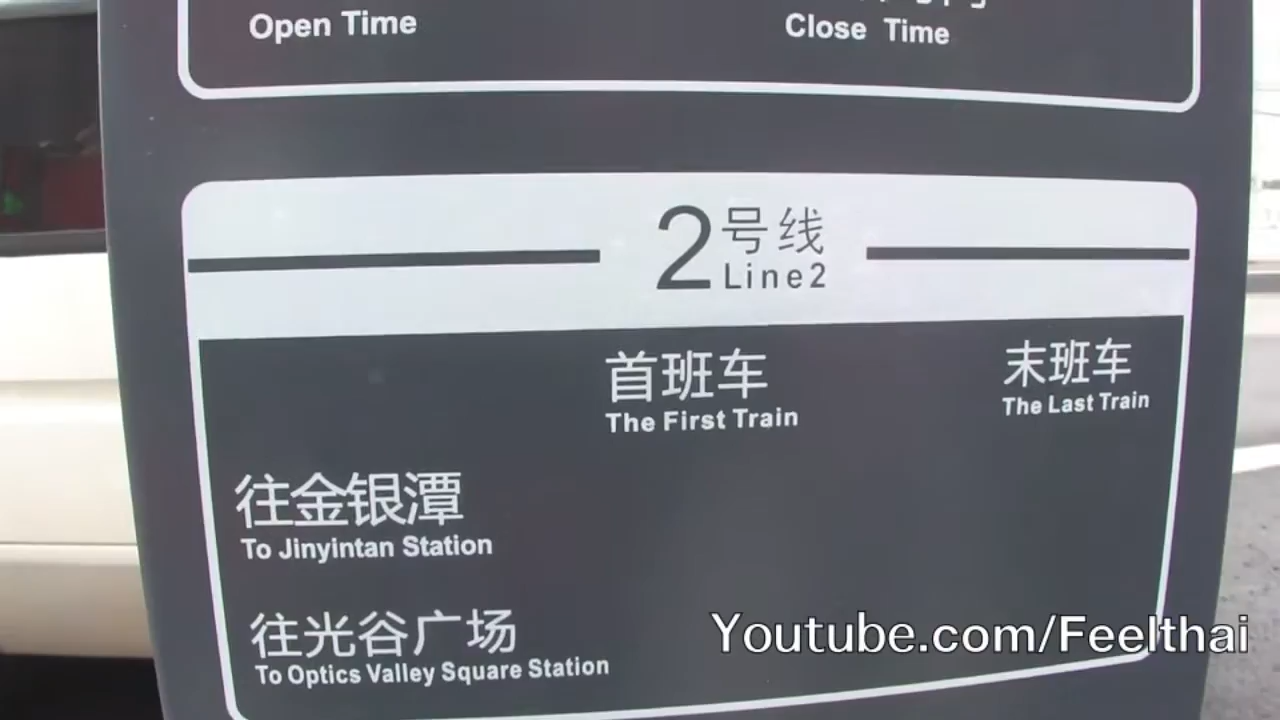 Open Time
Close Time
2号线
Line2
首班车
The First Train
末班车
The Last Train
往金银潭
To Jinyintan Station
往光谷广场
To Optics Valley Square Station
Youtube.com/Feelthai